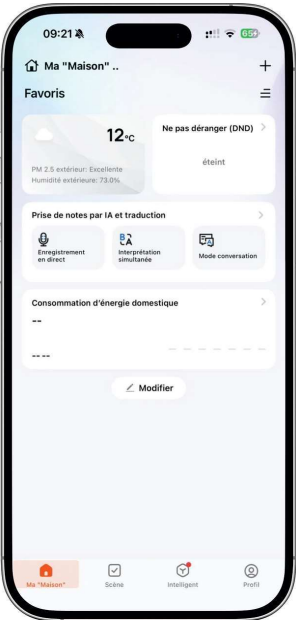 09:21
65
Ma "Maison" ..
Favoris
12°C
PM 2.5 extérieur: Excellente
Humidité extérieure: 73.0%
Ne pas déranger (DND)
éteint
Prise de notes par IA et traduction
Enregistrement
en direct
Interprétation
simultanée
Mode conversation
Consommation d'énergie domestique
--
-- --
Modifier
Ma "Maison"
Scène
Intelligent
Profil